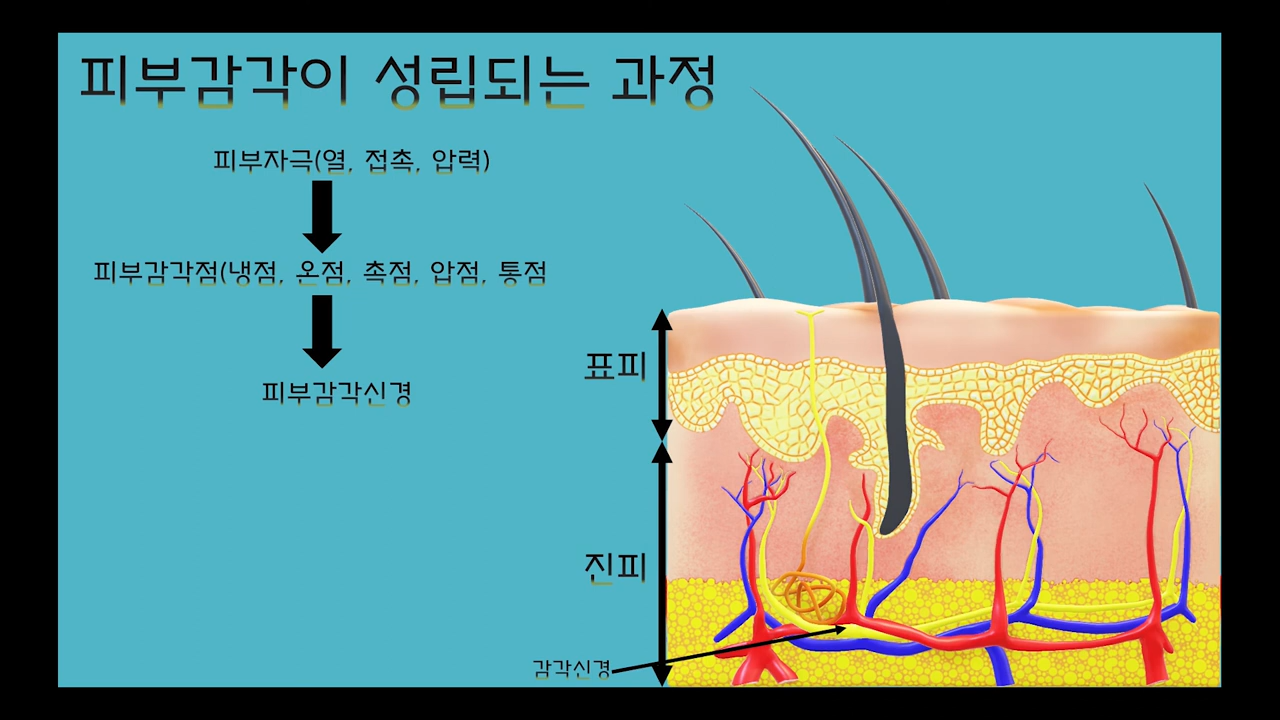 피부감각이 성립되는 과정
피부자극(열, 접촉, 압력)
피부감각점(냉점, 온점, 촉점, 압점, 통점
피부감각신경
표피
진피
감각신경